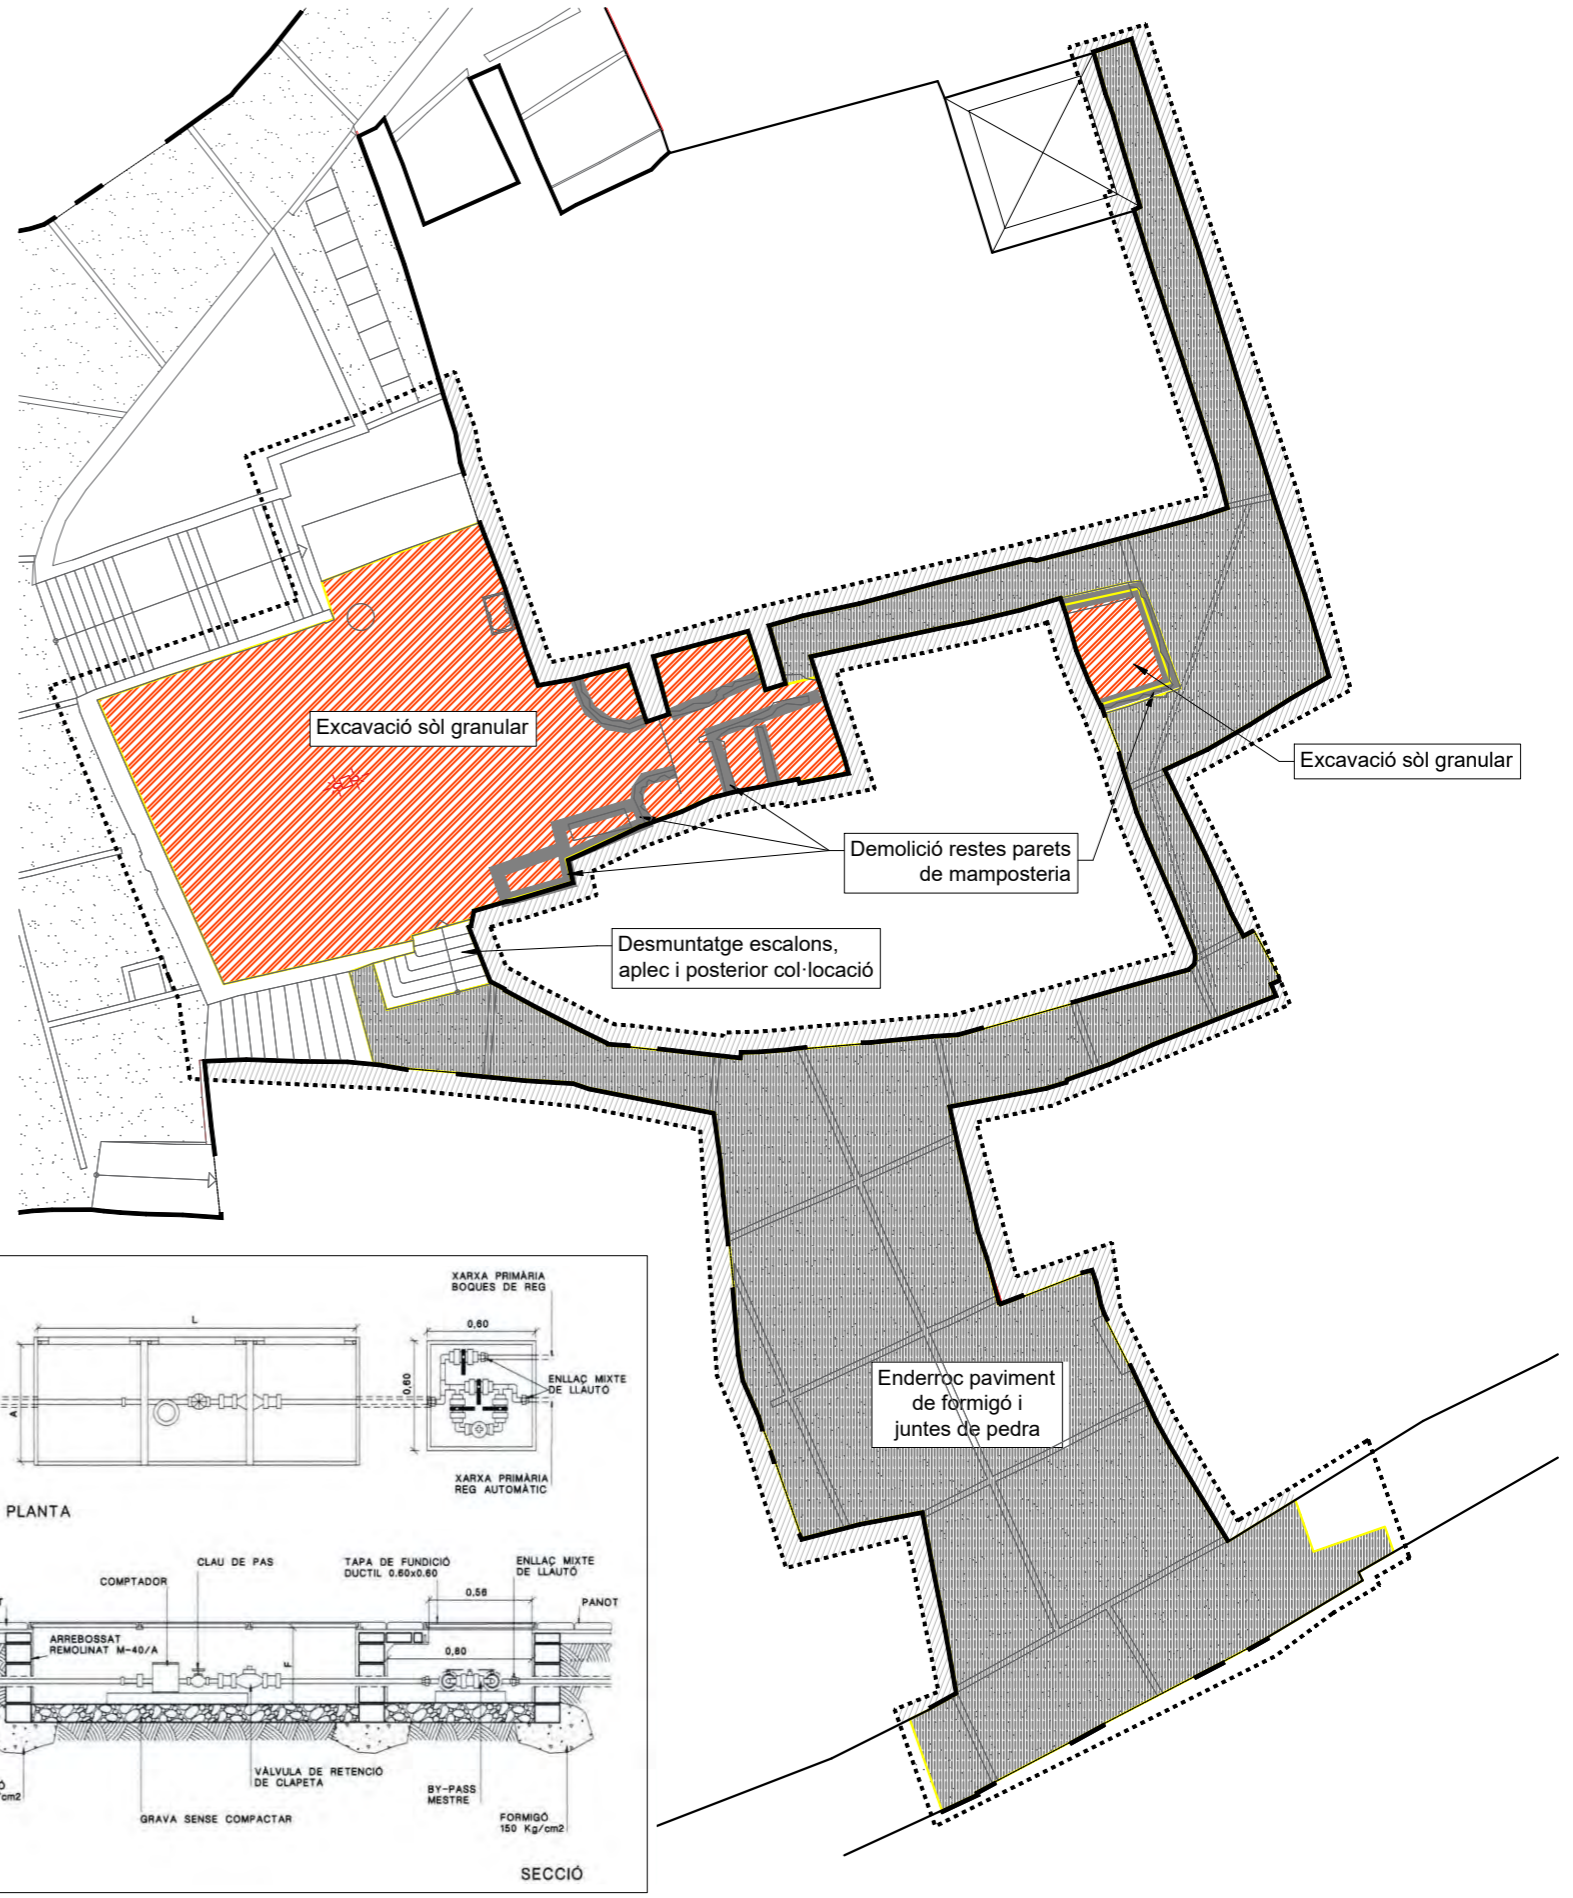 Excavació sòl granular
Excavació sòl granular
Demolició restes parets
de mamposteria
Desmuntatge escalons,
aplec i posterior col·locació
Enderroc paviment
de formigó i
juntes de pedra
XARXA PRIMÀRIA
BOQUES DE REG
L
0,60
0,60
A
ENLLAÇ MIXTE
DE LLAUTÓ
XARXA PRIMÀRIA
REG AUTOMÀTIC
PLANTA
CLAU DE PAS
TAPA DE FUNDICIÓ
DUCTIL 0.60x0.60
ENLLAÇ MIXTE
DE LLAUTÓ
COMPTADOR
0,56
PANOT
T
ARREBOSSAT
REMOLINAT M-40/A
F
0,80
VÀLVULA DE RETENCIÓ
DE CLAPETA
BY-PASS
MESTRE
Ó
/cm2
GRAVA SENSE COMPACTAR
FORMIGÓ
150 Kg/cm2
SECCIÓ